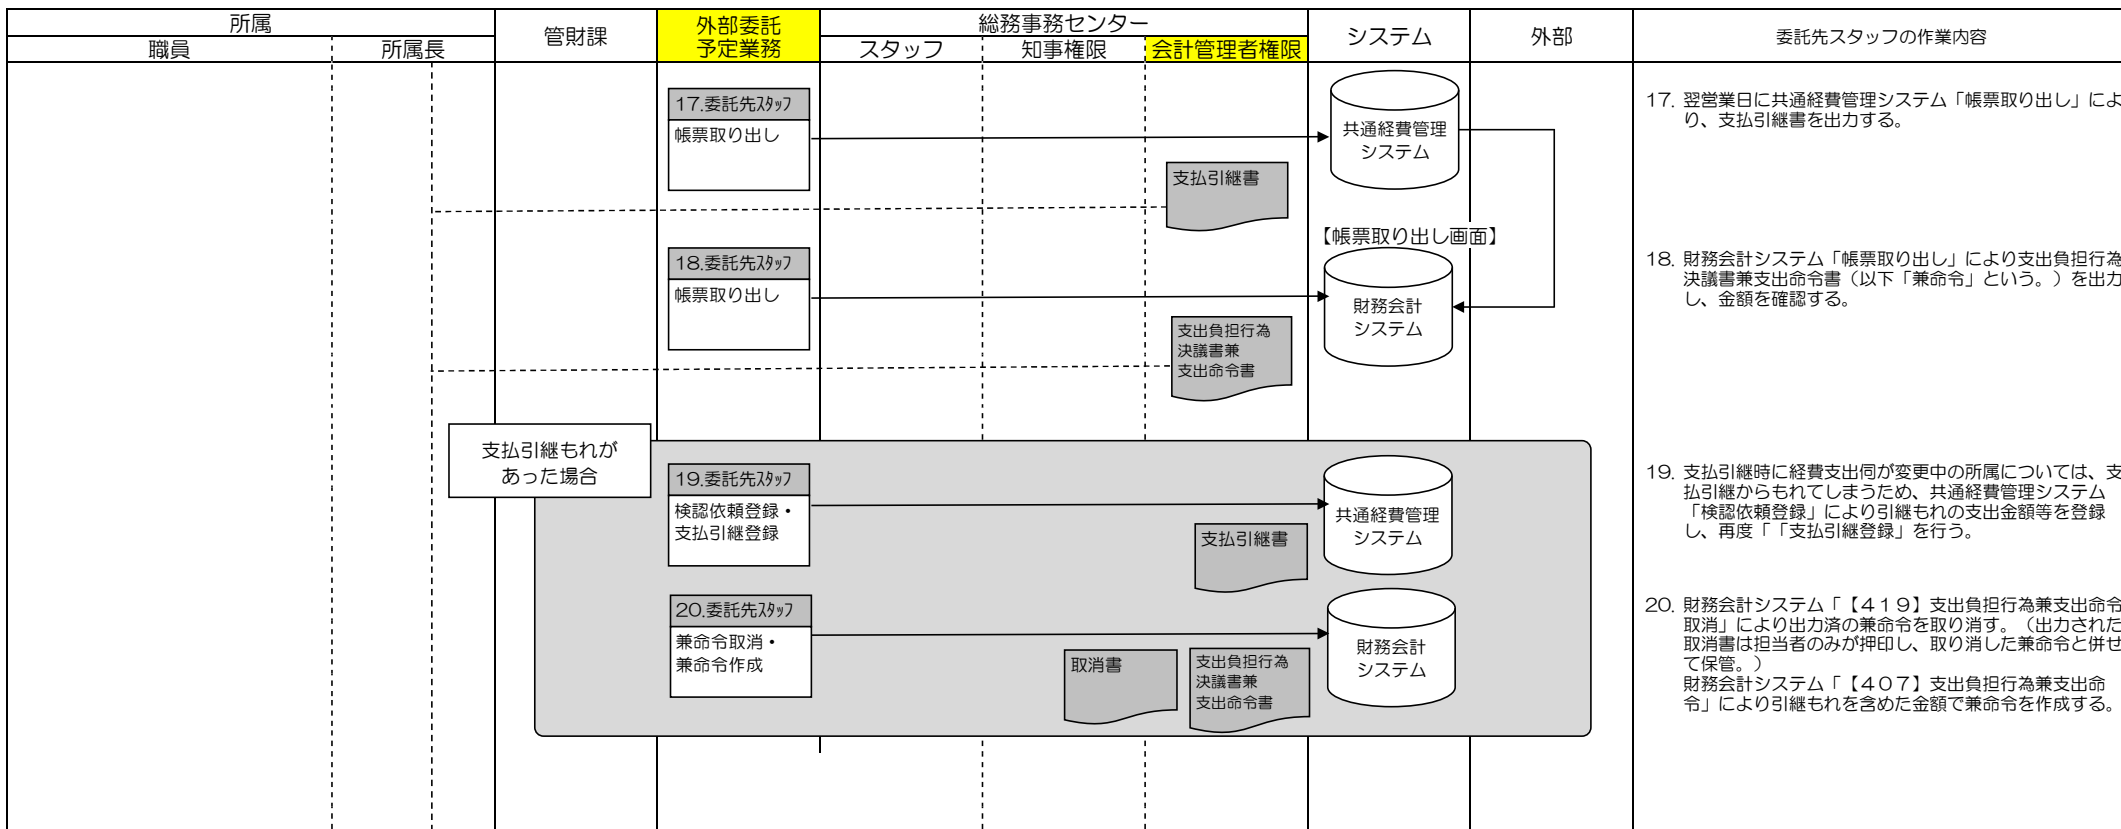 所属
職員
所属長
管財課
外部委託
予定業務
総務事務センター
スタッフ
知事権限
会計管理者権限
システム
外部
委託先スタッフの作業内容
17.委託先ｽﾀｯﾌ
帳票取り出し
共通経費管理
システム
支払引継書
17. 翌営業日に共通経費管理システム「帳票取り出し」によ
り、支払引継書を出力する。
【帳票取り出し画面】
18.委託先ｽﾀｯﾌ
帳票取り出し
財務会計
システム
支出負担行為
決議書兼
支出命令書
18. 財務会計システム「帳票取り出し」により支出負担行為
決議書兼支出命令書（以下「兼命令」という。）を出力
し、金額を確認する。
支払引継もれが
あった場合
19.委託先ｽﾀｯﾌ
検認依頼登録・
支払引継登録
共通経費管理
システム
支払引継書
19. 支払引継時に経費支出伺が変更中の所属については、支
払引継からもれてしまうため、共通経費管理システム
「検認依頼登録」により引継もれの支出金額等を登録
し、再度「「支払引継登録」を行う。
20.委託先ｽﾀｯﾌ
兼命令取消・
兼命令作成
財務会計
システム
取消書
支出負担行為
決議書兼
支出命令書
20. 財務会計システム「【４１９】支出負担行為兼支出命令
取消」により出力済の兼命令を取り消す。（出力された
取消書は担当者のみが押印し、取り消した兼命令と併せ
て保管。）
財務会計システム「【４０７】支出負担行為兼支出命
令」により引継もれを含めた金額で兼命令を作成する。